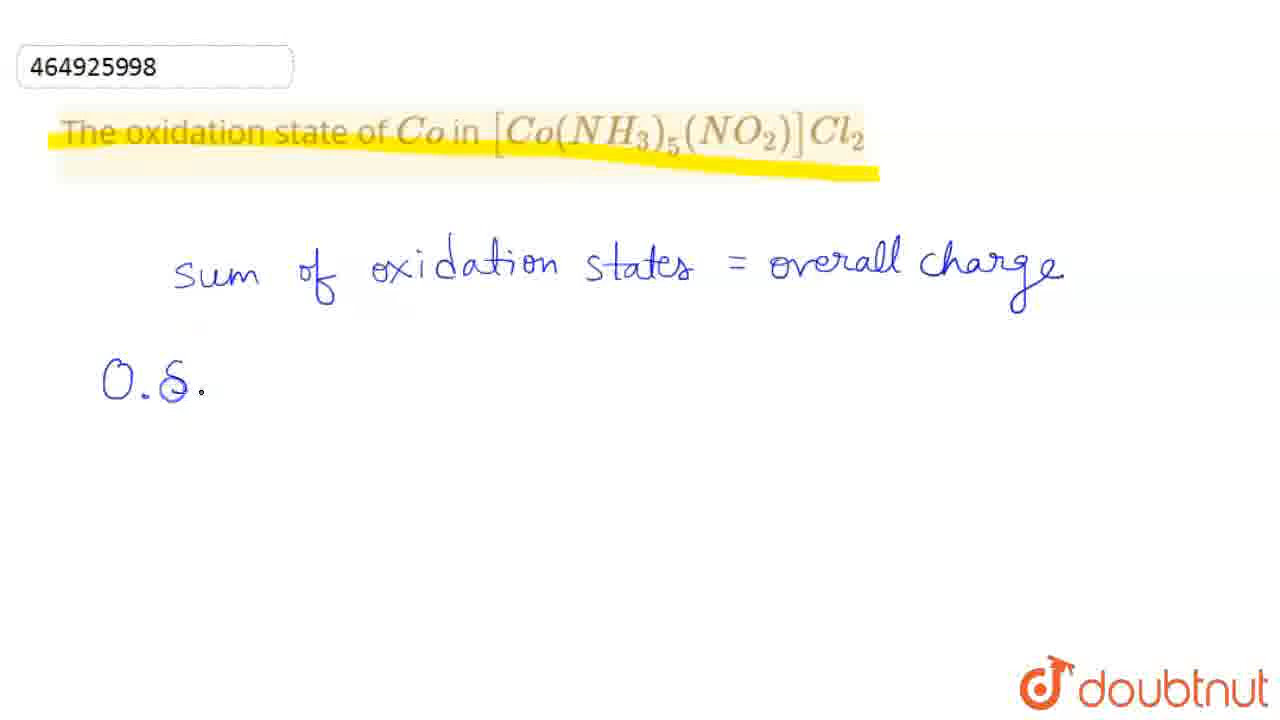 464925998
The oxidation state of Co in [Co(NH₃)₅(NO₂)]Cl₂
sum of oxidation states = overall charge
O.S.
doubtnut